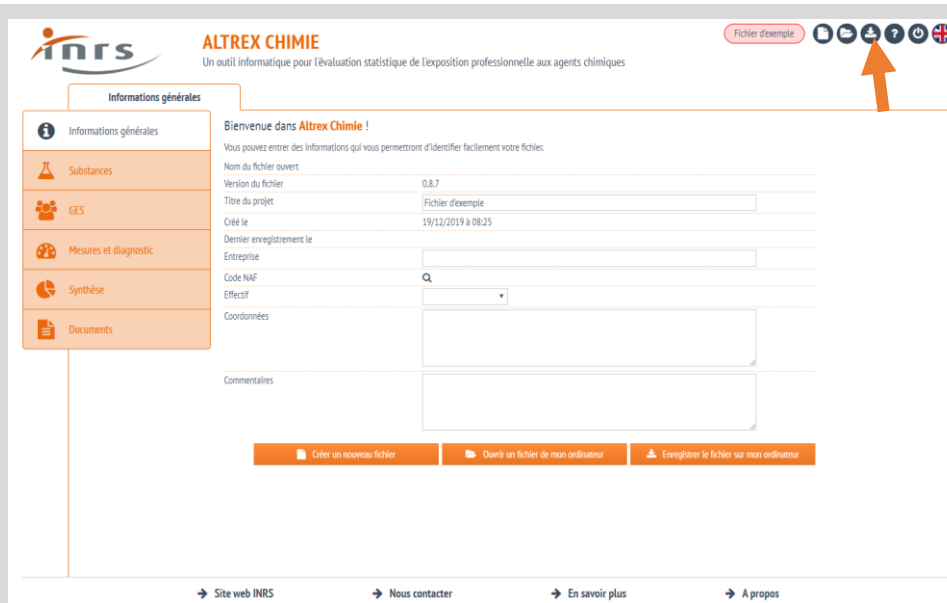 inrs
ALTREX CHIMIE
Un outil informatique pour l'évaluation statistique de l'exposition professionnelle aux agents chimiques
Fichier d'exemple
?
Informations générales
Informations générales
Substances
GES
Mesures et diagnostic
Synthèse
Documents
Bienvenue dans Altrex Chimie !
Vous pouvez entrer des informations qui vous permettront d'identifier facilement votre fichier.
Nom du fichier ouvert
Version du fichier 0.8.7
Titre du projet Fichier d'exemple
Créé le 19/12/2019 à 08:25
Dernier enregistrement le
Entreprise
Code NAF
Effectif
Coordonnées
Commentaires
Créer un nouveau fichier Ouvrir un fichier de mon ordinateur Enregistrer le fichier sur mon ordinateur
Site web INRS Nous contacter En savoir plus A propos